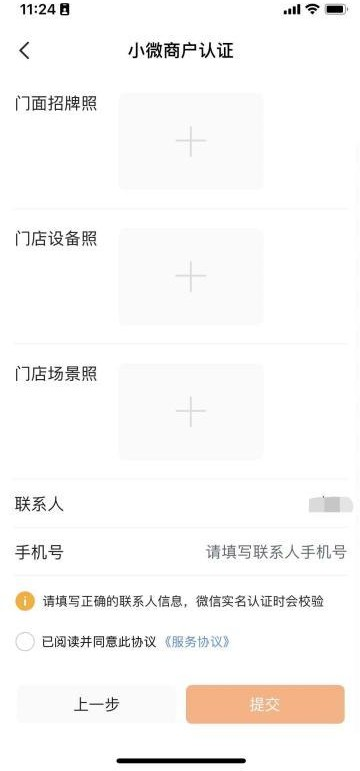 11:24
小微商户认证
门面招牌照
门店设备照
门店场景照
联系人
手机号 请填写联系人手机号
请填写正确的联系人信息，微信实名认证时会校验
已阅读并同意此协议《服务协议》
上一步 提交